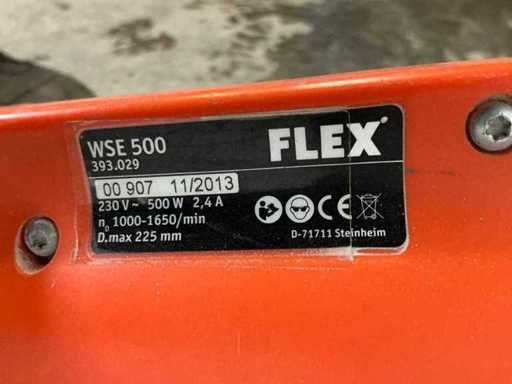 WSE 500
393.029
FLEX
00 907 11/2013
230 V~ 500 W 2,4 A
n0 1000-1650/min
D.max 225 mm
CE
D-71711 Steinheim